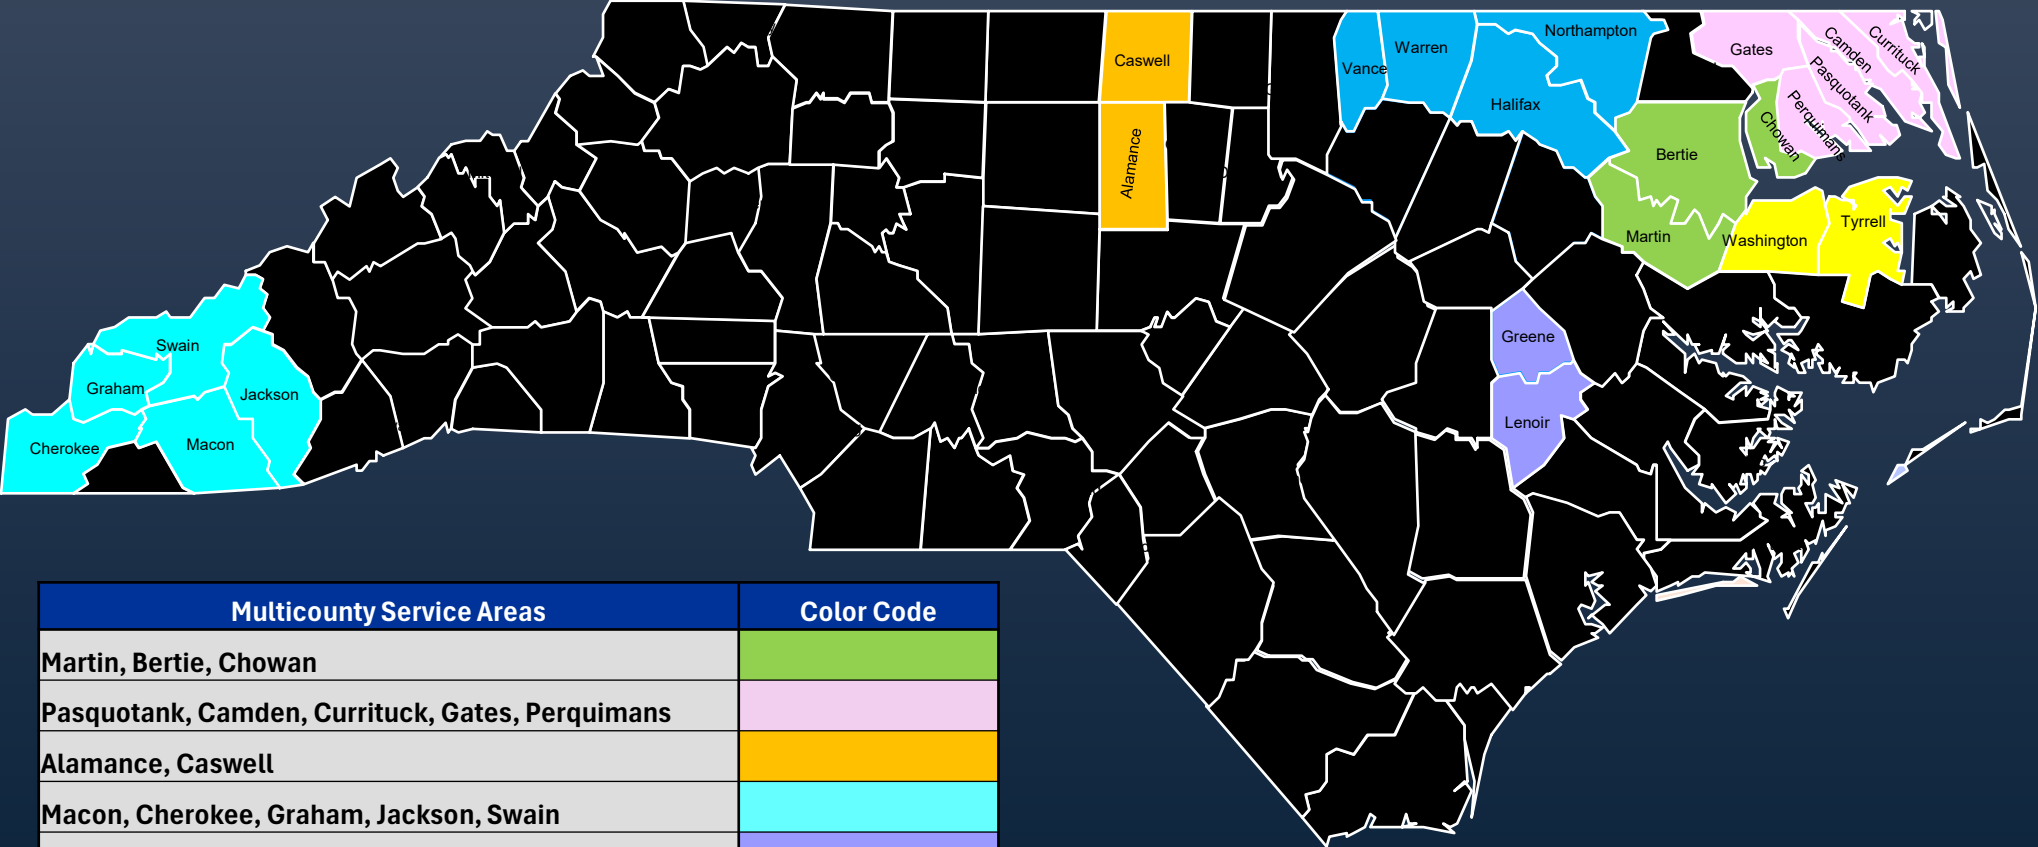 Caswell
Alamance
Vance
Warren
Northampton
Halifax
Gates
Camden
Currituck
Pasquotank
Perquimans
Chowan
Bertie
Martin
Washington
Tyrrell
Greene
Lenoir
Swain
Graham
Jackson
Cherokee
Macon
Multicounty Service Areas Color Code
Martin, Bertie, Chowan
Pasquotank, Camden, Currituck, Gates, Perquimans
Alamance, Caswell
Macon, Cherokee, Graham, Jackson, Swain